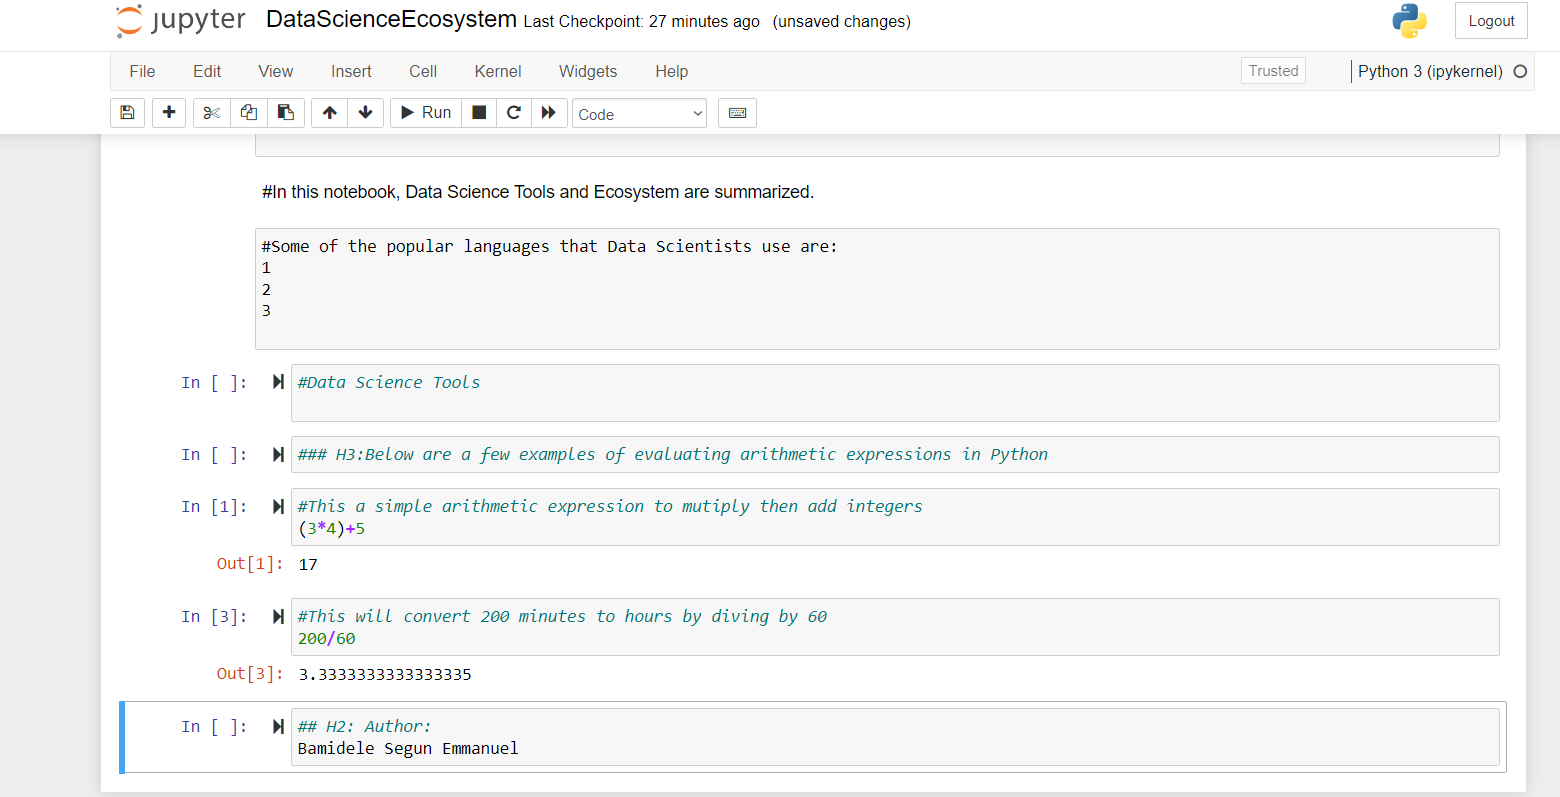 jupyter DataScienceEcosystem Last Checkpoint: 27 minutes ago (unsaved changes) Logout
File Edit View Insert Cell Kernel Widgets Help Trusted Python 3 (ipykernel)
Run Code
#In this notebook, Data Science Tools and Ecosystem are summarized.
#Some of the popular languages that Data Scientists use are:
1
2
3
In [ ]: #Data Science Tools
In [ ]: ### H3:Below are a few examples of evaluating arithmetic expressions in Python
In [1]: #This a simple arithmetic expression to mutiply then add integers
(3*4)+5
Out[1]: 17
In [3]: #This will convert 200 minutes to hours by diving by 60
200/60
Out[3]: 3.3333333333333335
In [ ]: ## H2: Author:
Bamidele Segun Emmanuel